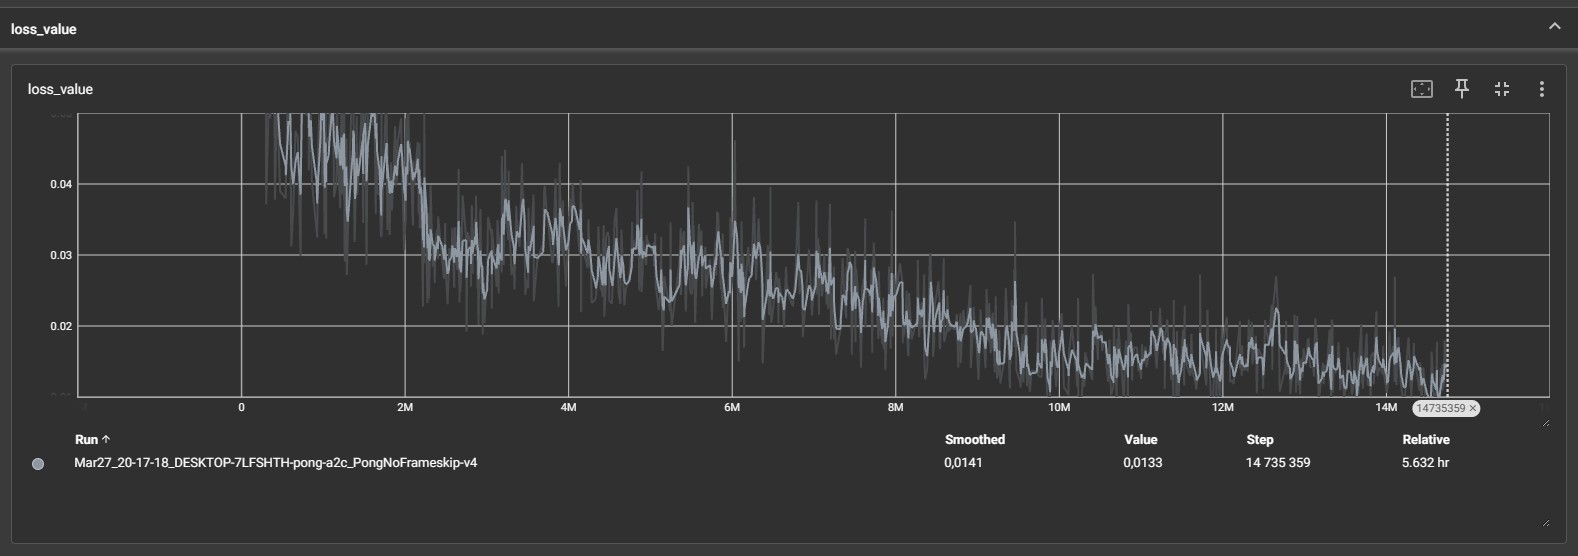 loss_value
loss_value
0.04
0.03
0.02
0 2M 4M 6M 8M 10M 12M 14M 14735359 ×
Run ↑ Smoothed Value Step Relative
Mar27_20-17-18_DESKTOP-7LFSHTH-pong-a2c_PongNoFrameskip-v4 0,0141 0,0133 14 735 359 5.632 hr